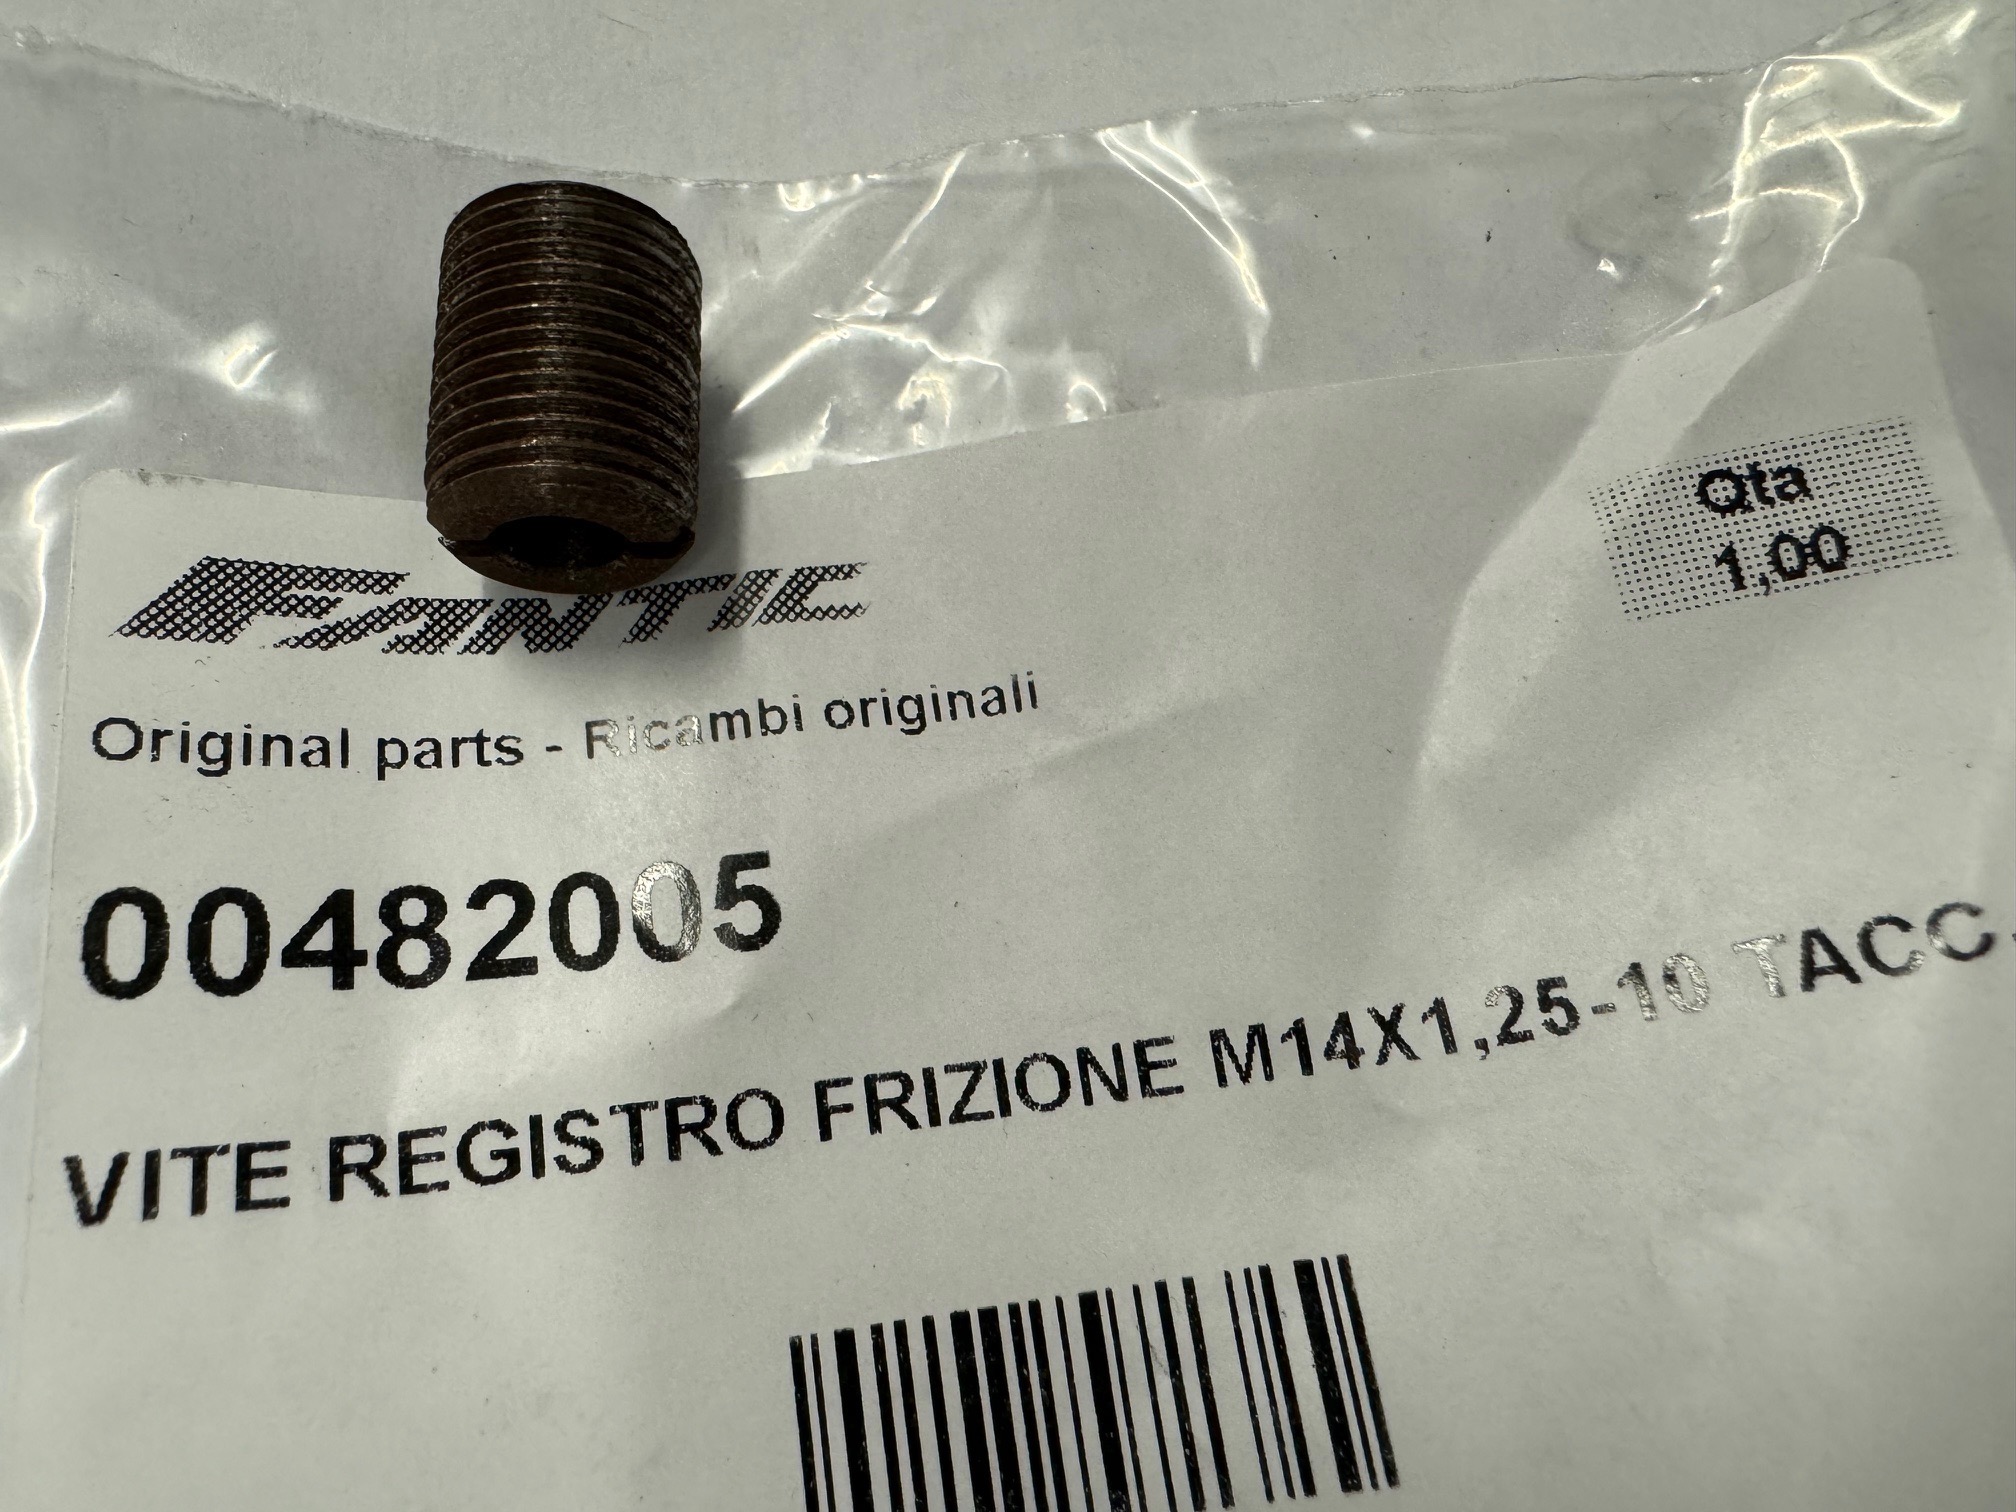 Qta
1,00
FANTIC
Original parts - Ricambi originali
00482005
VITE REGISTRO FRIZIONE M14X1,25-10 TACC.